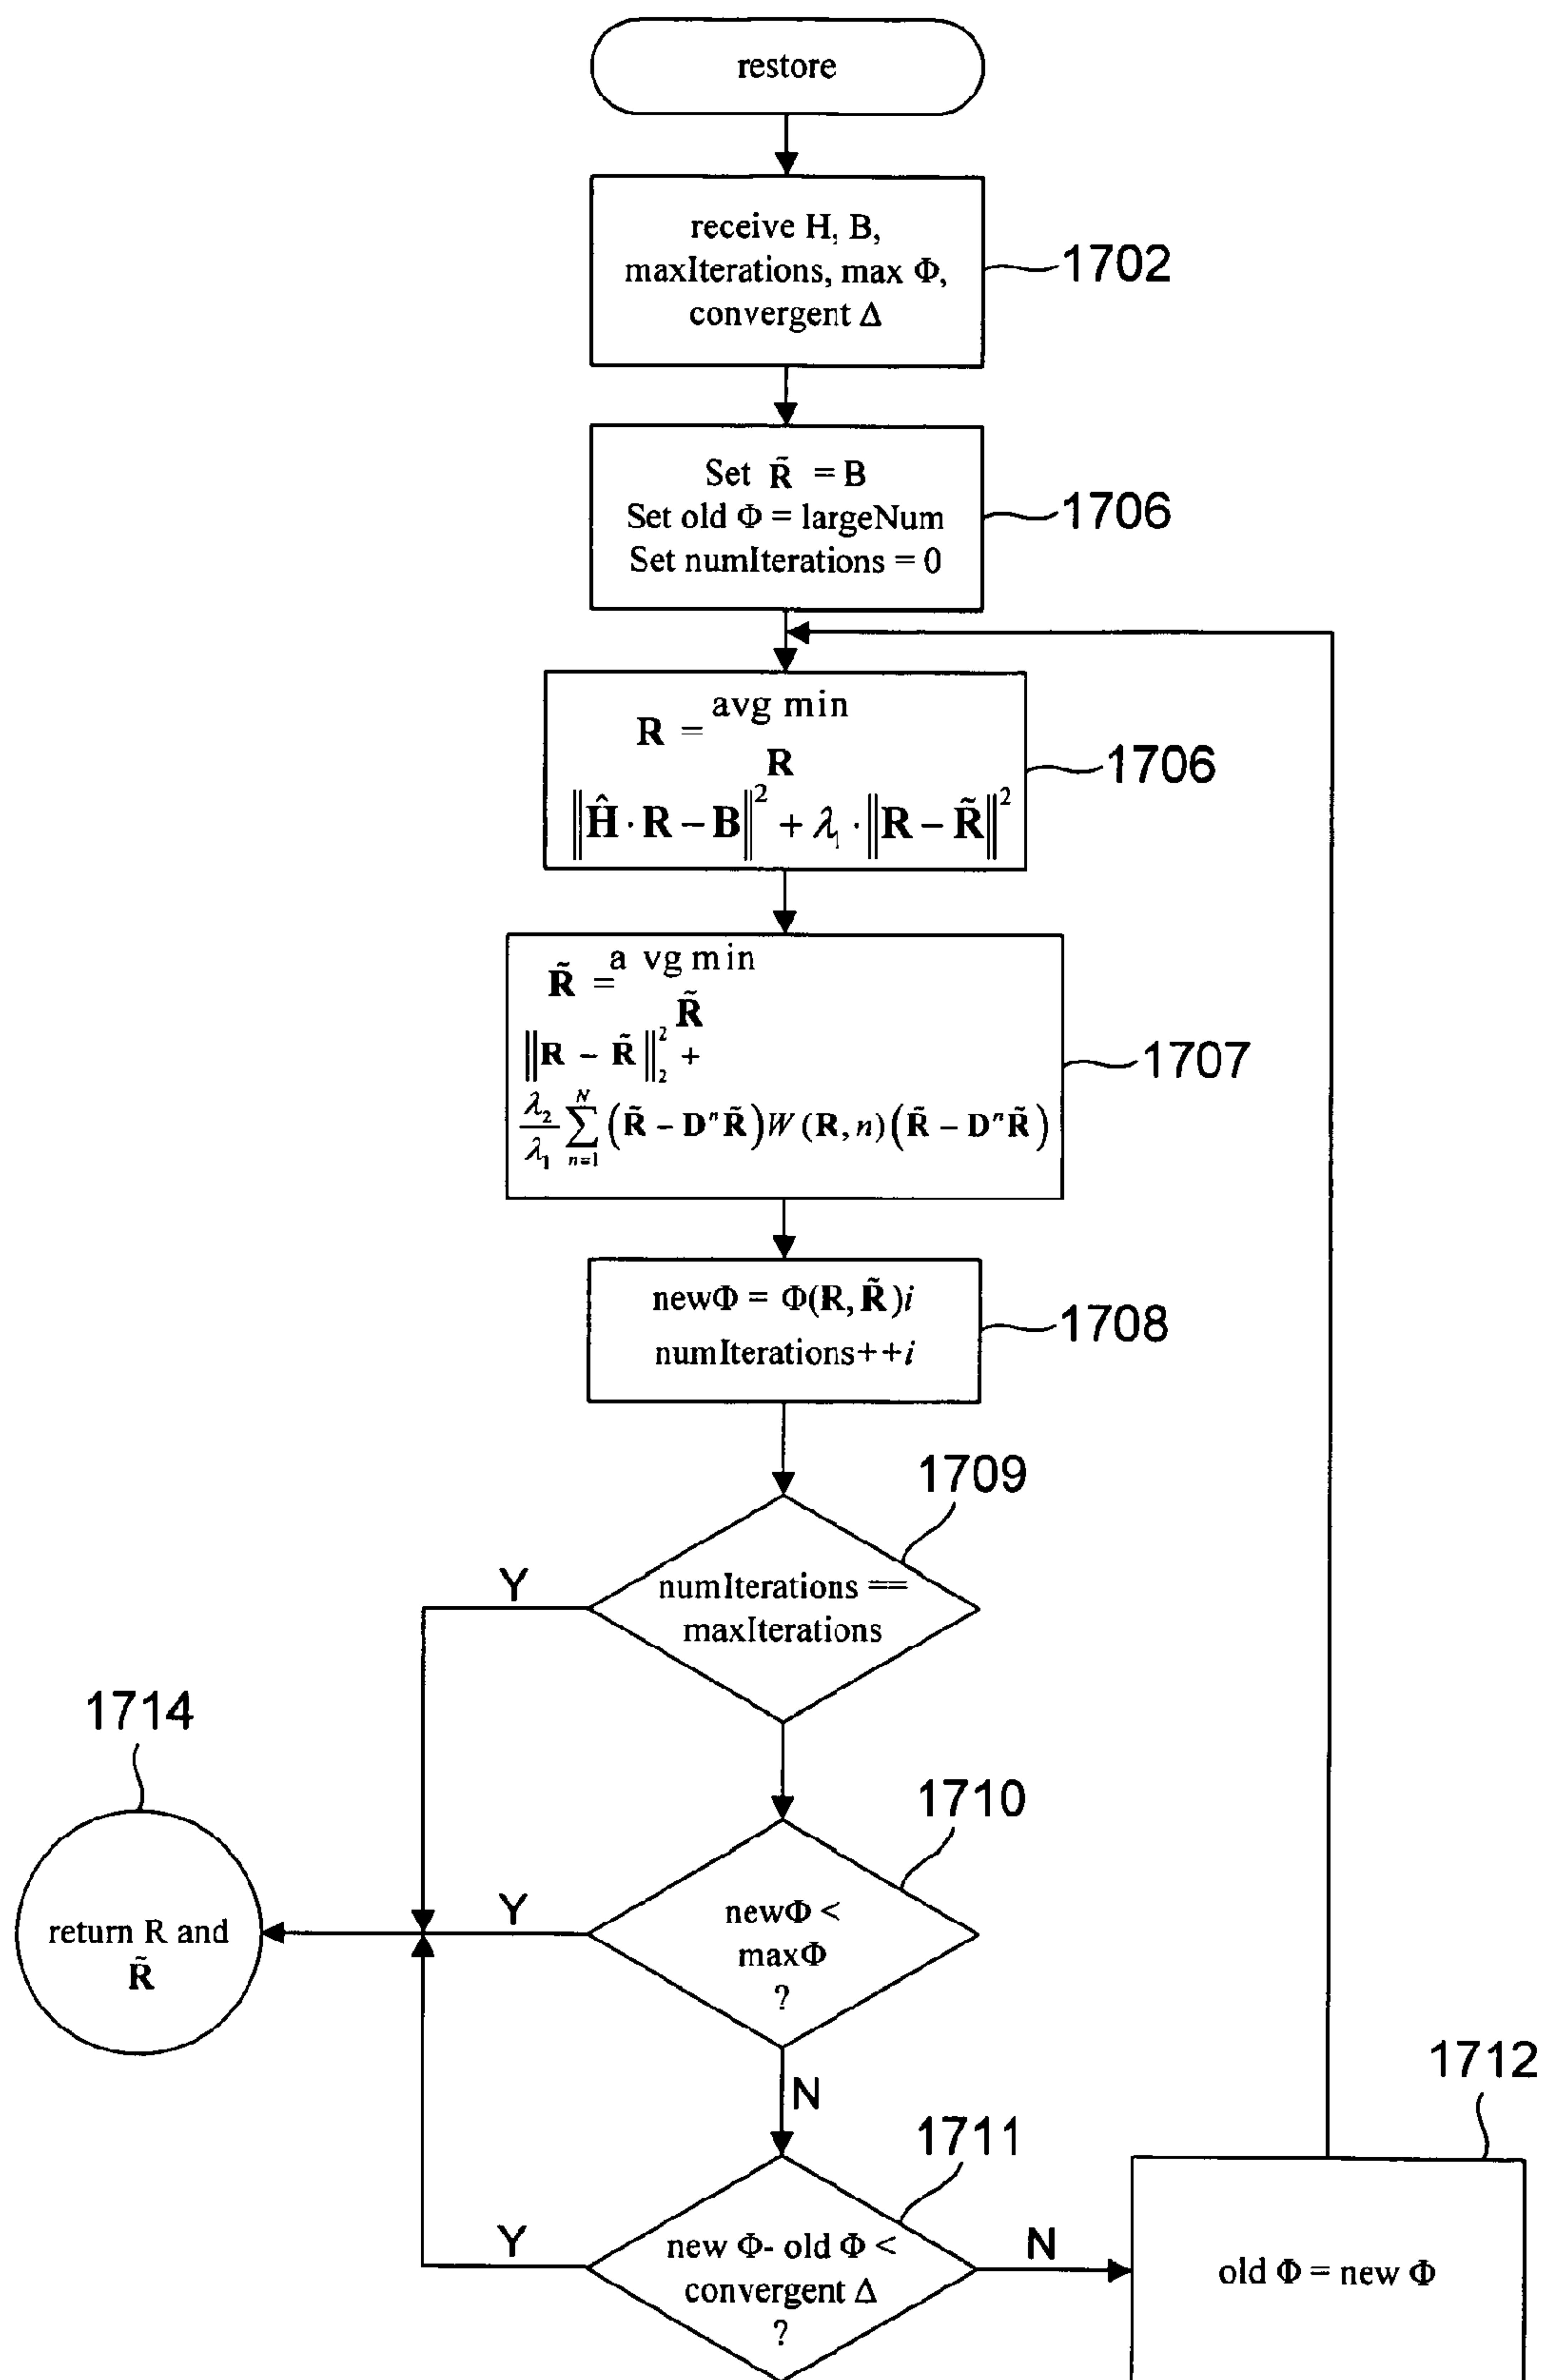 restore
receive H, B,
maxIterations, max Φ,
convergent Δ
1702
Set R̃ = B
Set old Φ = largeNum
Set numIterations = 0
1706
R = avg min
R
‖Ĥ · R − B‖² + λ₁ · ‖R − R̃‖²
1706
R̃ = a vg min
R̃
‖R − R̃‖₂² +
λ₂/λ₁ ∑ₙ₌₁ᴺ (R̃ − DⁿR̃)W(R, n)(R̃ − DⁿR̃)
1707
newΦ = Φ(R, R̃)i
numIterations++i
1708
1709
numIterations ==
maxIterations
Y
1714
return R and
R̃
1710
newΦ <
maxΦ
?
Y
N
1711
new Φ- old Φ <
convergent Δ
?
Y
N
1712
old Φ = new Φ